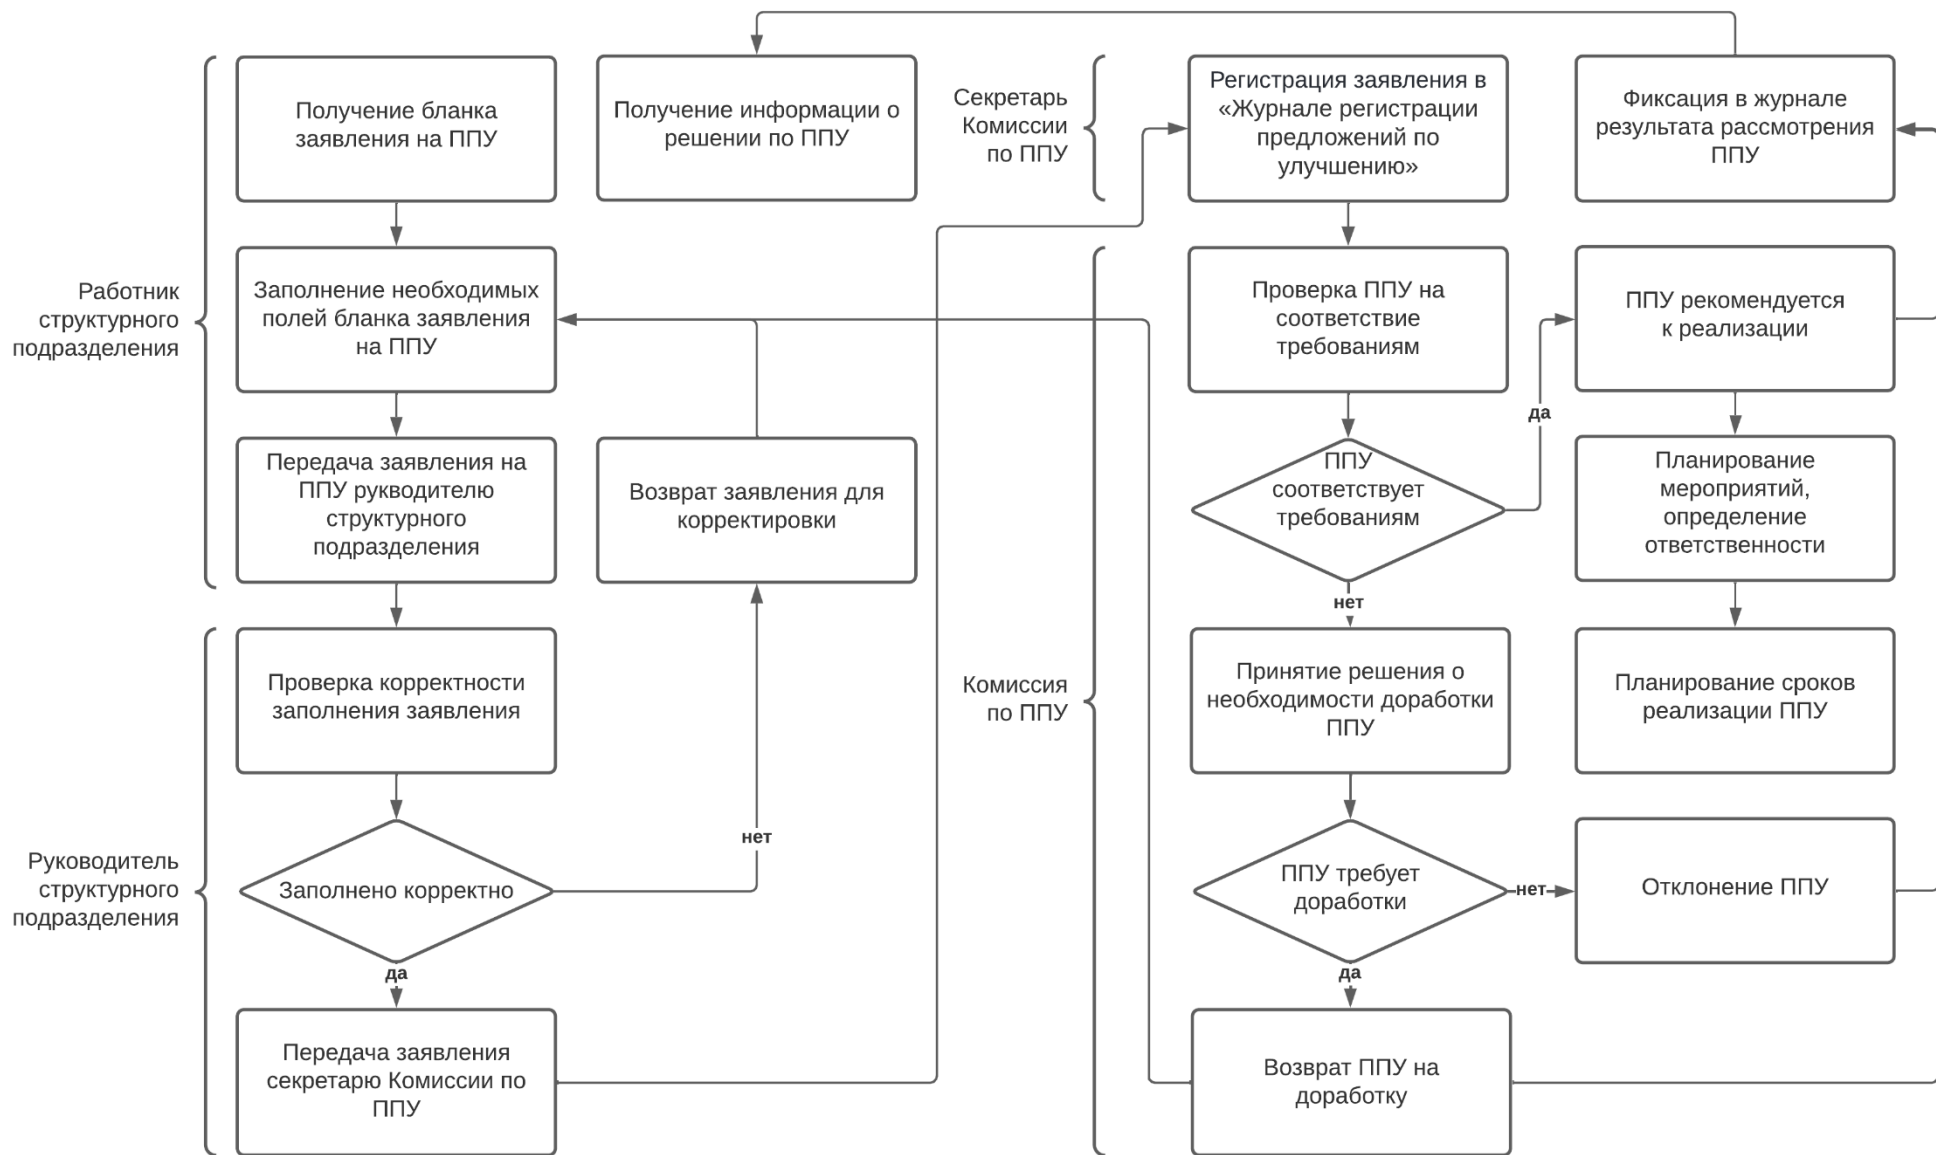 Работник
структурного
подразделения
Получение бланка
заявления на ППУ
Заполнение необходимых
полей бланка заявления
на ППУ
Передача заявления на
ППУ рукводителю
структурного
подразделения
Получение информации о
решении по ППУ
Возврат заявления для
корректировки
Руководитель
структурного
подразделения
Проверка корректности
заполнения заявления
Заполнено корректно
нет
да
Передача заявления
секретарю Комиссии по
ППУ
Секретарь
Комиссии
по ППУ
Регистрация заявления в
«Журнале регистрации
предложений по
улучшению»
Фиксация в журнале
результата рассмотрения
ППУ
Комиссия
по ППУ
Проверка ППУ на
соответствие
требованиям
ППУ
соответствует
требованиям
да
ППУ рекомендуется
к реализации
Планирование
мероприятий,
определение
ответственности
Планирование сроков
реализации ППУ
нет
Принятие решения о
необходимости доработки
ППУ
ППУ требует
доработки
нет
Отклонение ППУ
да
Возврат ППУ на
доработку